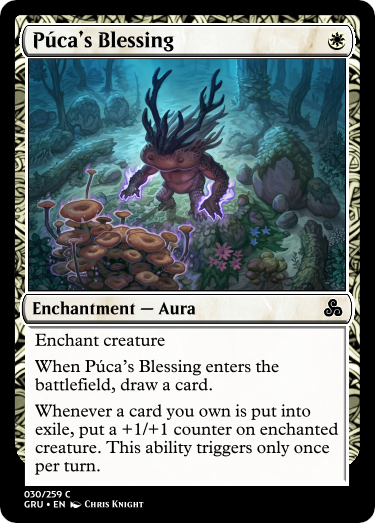 Púca's Blessing
Enchantment — Aura
Enchant creature
When Púca's Blessing enters the
battlefield, draw a card.
Whenever a card you own is put into
exile, put a +1/+1 counter on enchanted
creature. This ability triggers only once
per turn.
030/259 C
GRU • EN Chris Knight